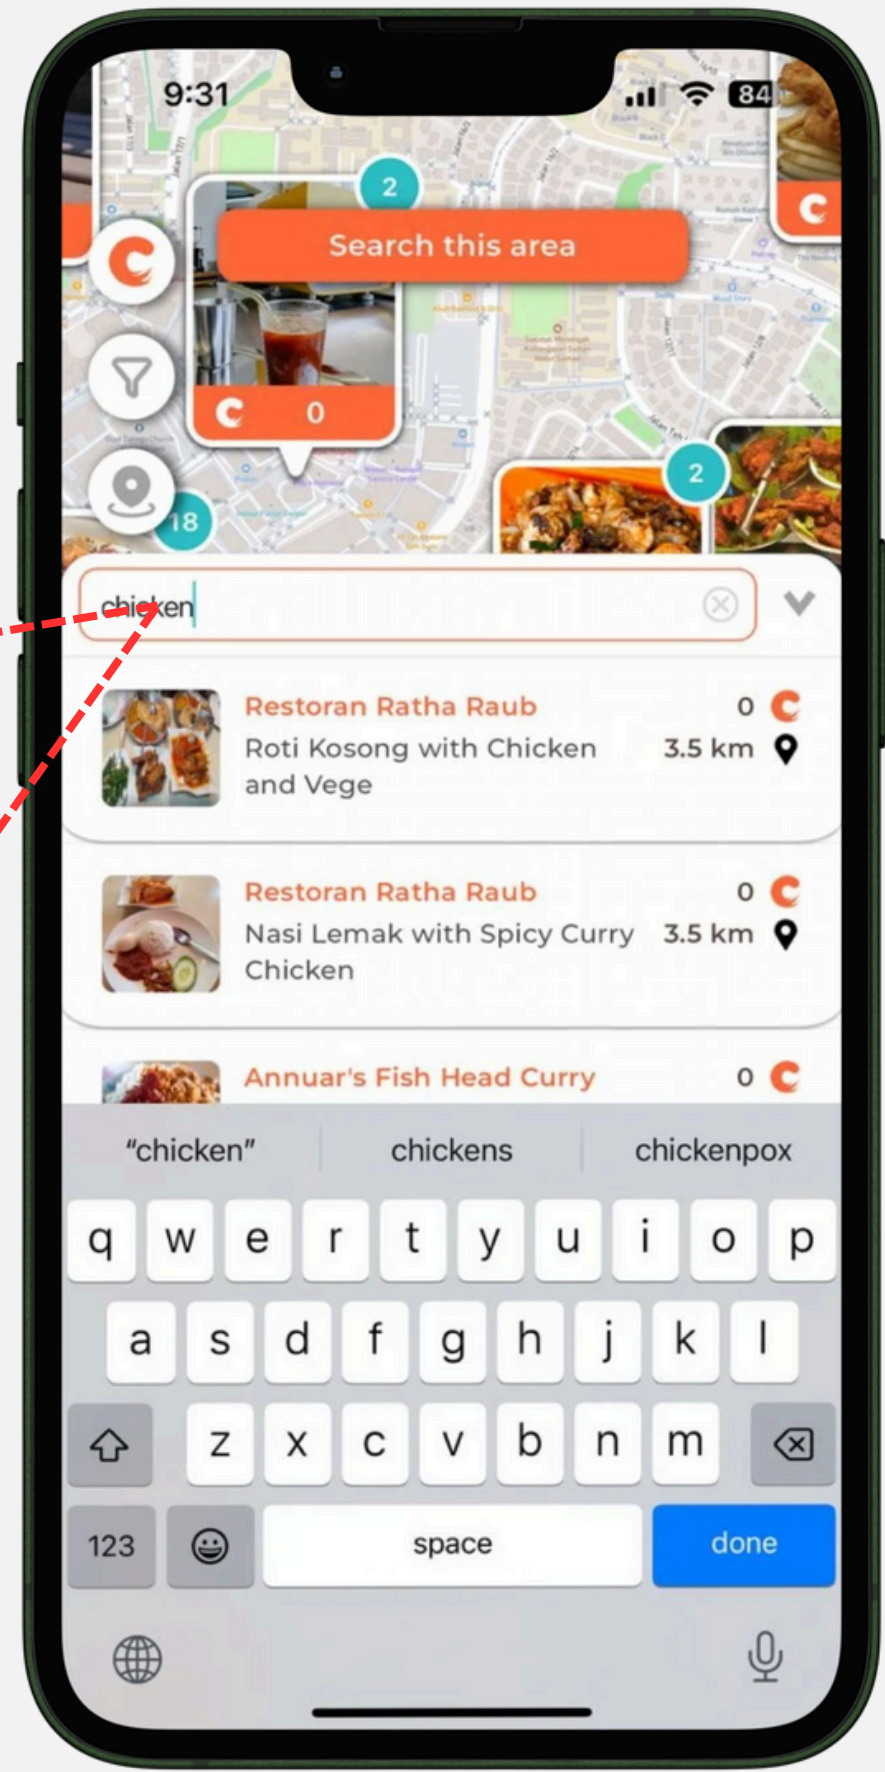 9:31
84
2
Search this area
0
2
18
chicken
Restoran Ratha Raub
0
Roti Kosong with Chicken
and Vege
3.5 km
Restoran Ratha Raub
0
Nasi Lemak with Spicy Curry
Chicken
3.5 km
Annuar's Fish Head Curry
0
“chicken”
chickens
chickenpox
q w e r t y u i o p
a s d f g h j k l
z x c v b n m
123
space
done